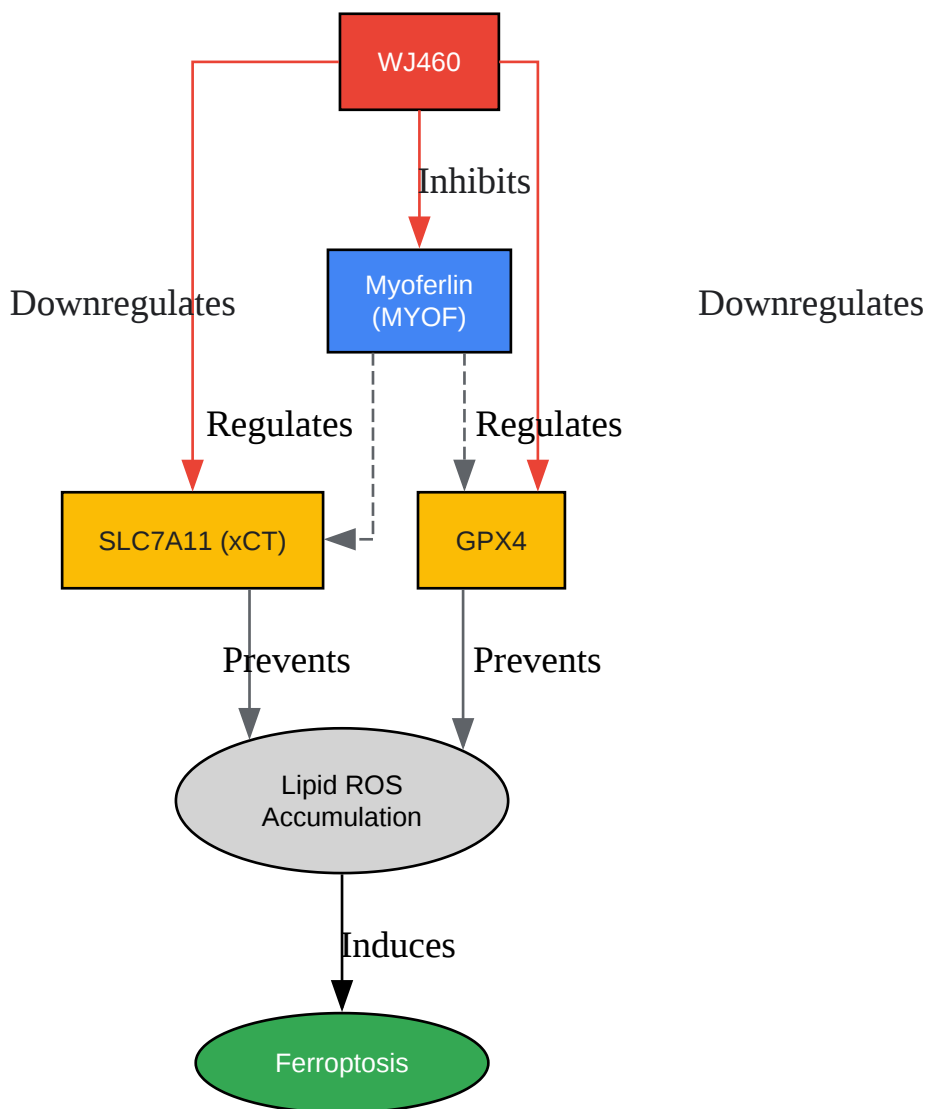 WJ460
Inhibits
Myoferlin
(MYOF)
Downregulates
Downregulates
Regulates
Regulates
SLC7A11 (xCT)
GPX4
Prevents
Prevents
Lipid ROS
Accumulation
Induces
Ferroptosis